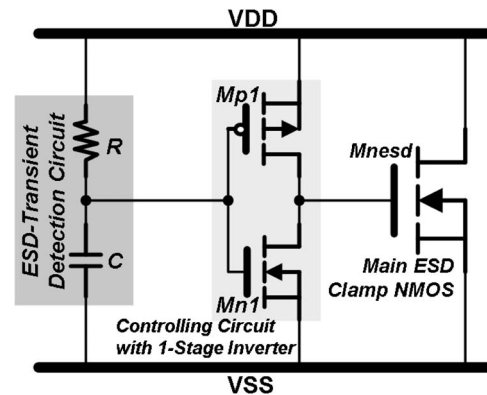 VDD
Mp1
ESD-Transient
Detection Circuit
R
C
Mnesd
Main ESD
Clamp NMOS
Mn1
Controlling Circuit
with 1-Stage Inverter
VSS